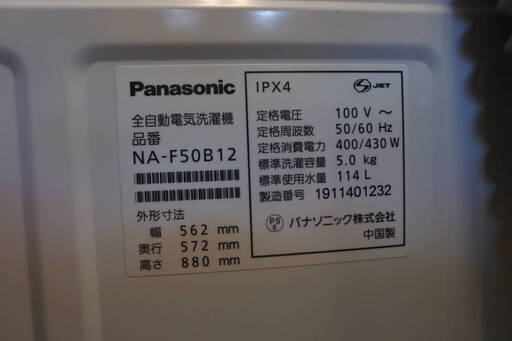 Panasonic
全自動電気洗濯機
品番
NA-F50B12
外形寸法
幅 562 mm
奥行 572 mm
高さ 880 mm
IPX4
S JET
定格電圧 100 V ～
定格周波数 50/60 Hz
定格消費電力 400/430 W
標準洗濯容量 5.0 kg
標準使用水量 114 L
製造番号 1911401232
PS E パナソニック株式会社
中国製